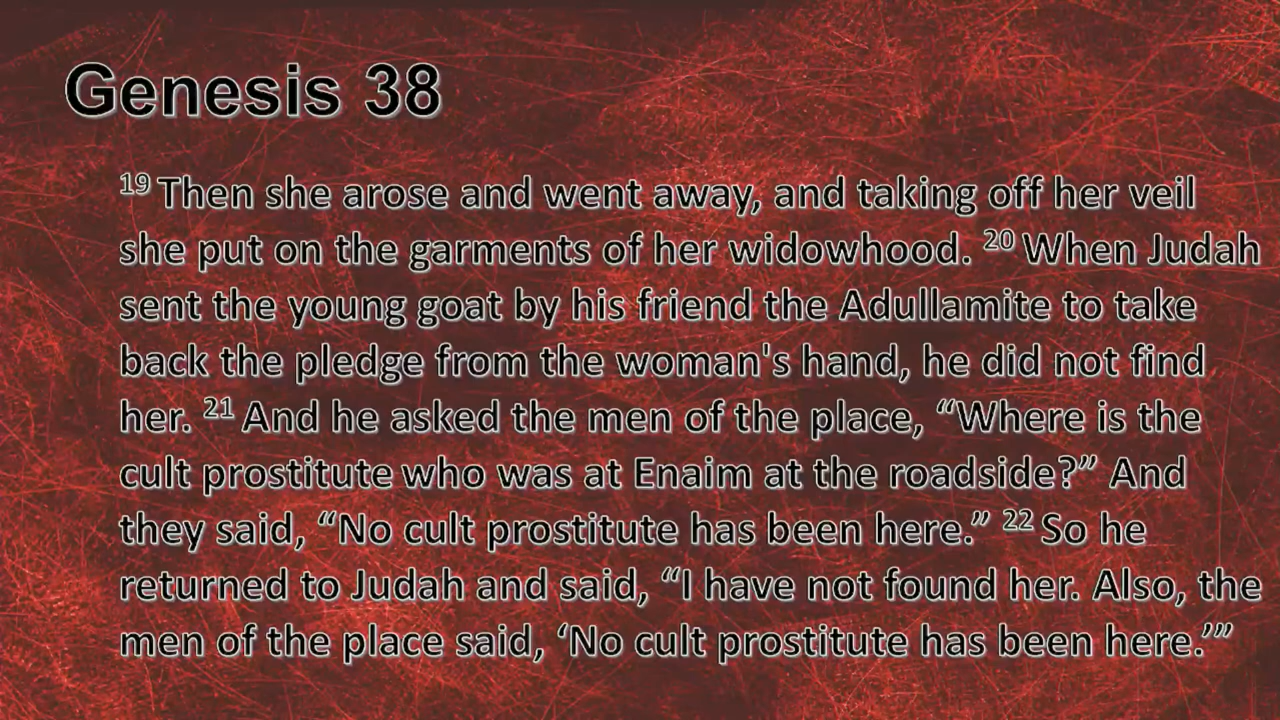 Genesis 38
19 Then she arose and went away, and taking off her veil
she put on the garments of her widowhood. 20 When Judah
sent the young goat by his friend the Adullamite to take
back the pledge from the woman's hand, he did not find
her. 21 And he asked the men of the place, “Where is the
cult prostitute who was at Enaim at the roadside?” And
they said, “No cult prostitute has been here.” 22 So he
returned to Judah and said, “I have not found her. Also, the
men of the place said, ‘No cult prostitute has been here.’”